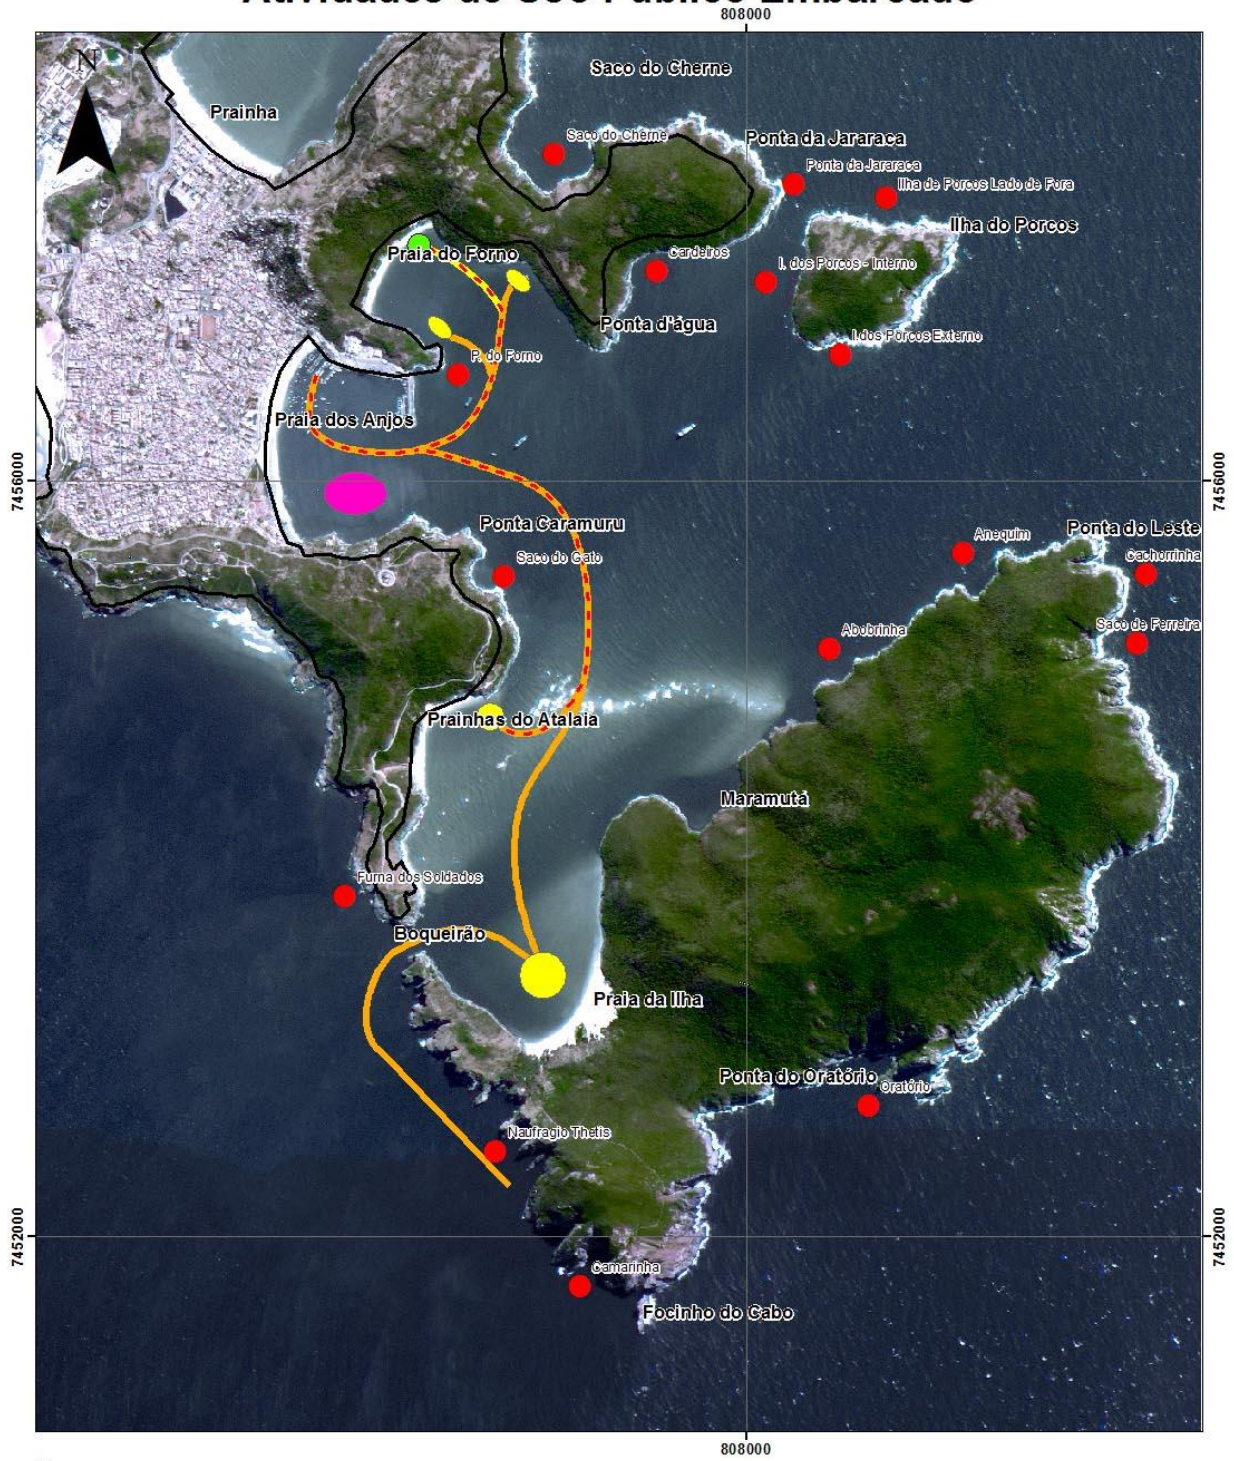 Atividades de Uso Público Embarcado
808000
N
Saco do Cherne
Prainha
Saco do Cherne
Ponta da Jararaca
Ponta da Jararaca
Ilha de Porcos Lado de Fora
Ilha do Porcos
Praia do Forno
Cardeiros
I. dos Porcos - Interno
Ponta d'água
I.dos Porcos Externo
P. do Forno
Praia dos Anjos
7456000
7456000
Ponta Caramuru
Ponta do Leste
Anequim
Saco do Gato
Cachorrinha
Saco de Ferreira
Abobrinha
Prainhas do Atalaia
Maramutá
Furna dos Soldados
Boqueirão
Praia da Ilha
Ponta do Oratório
Oratório
Naufragio Thetis
7452000
7452000
Camarinha
Focinho do Cabo
808000